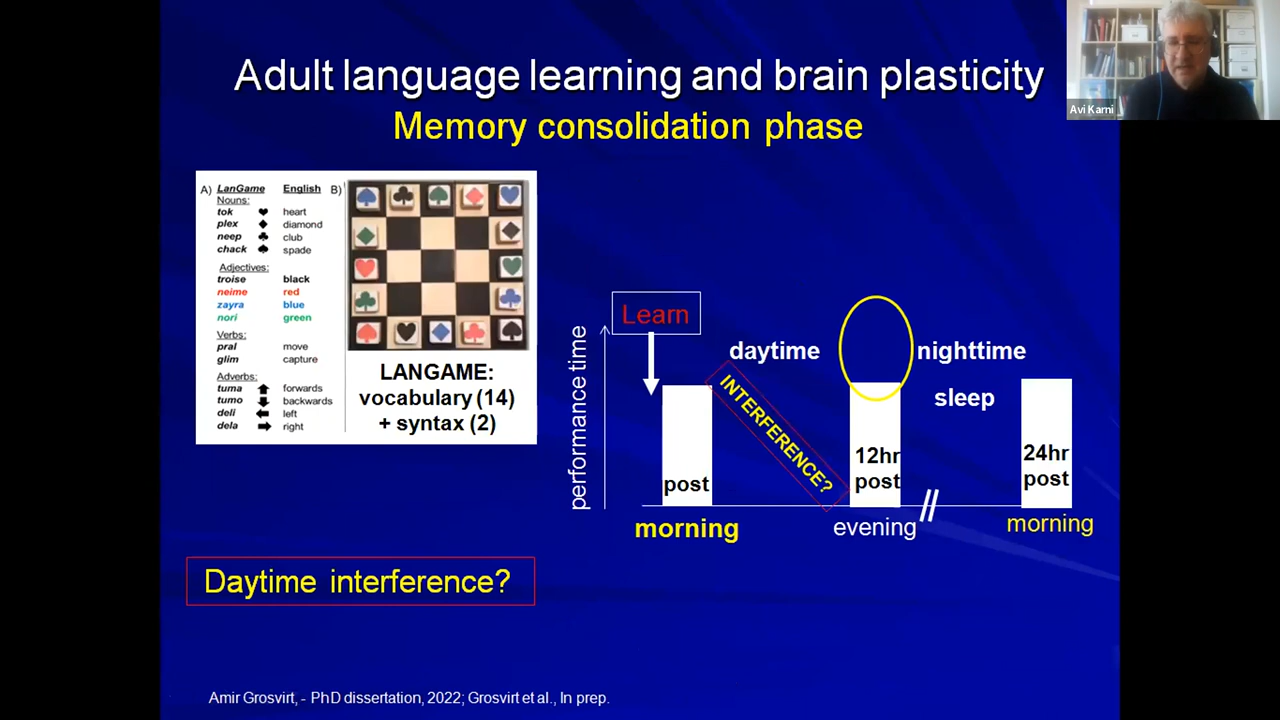 Adult language learning and brain plasticity
Memory consolidation phase
Avi Karni
A) LanGame English B)
Nouns:
tok heart
plex diamond
neep club
chack spade
Adjectives:
troise black
neime red
zayra blue
nori green
Verbs:
pral move
glim capture
Adverbs:
tuma forwards
tumo backwards
deli left
dela right
LANGAME:
vocabulary (14)
+ syntax (2)
performance time
Learn
daytime
nighttime
sleep
INTERFERENCE?
post
12hr
post
24hr
post
morning
evening
morning
Daytime interference?
Amir Grosvirt, - PhD dissertation, 2022; Grosvirt et al., In prep.